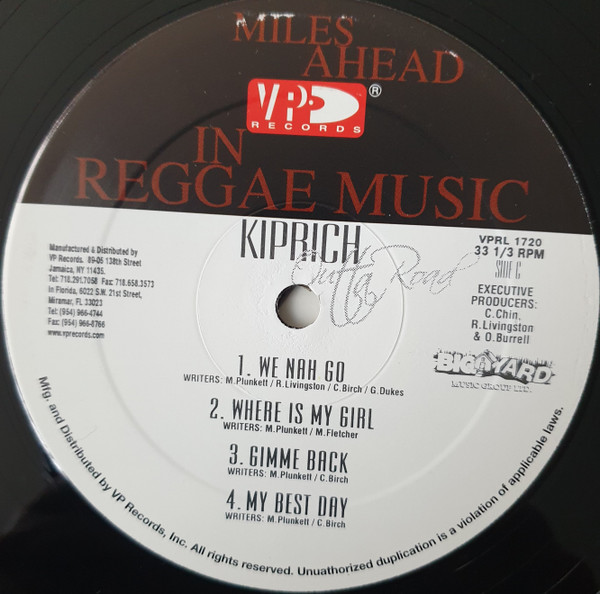 MILES
AHEAD
VP ®
RECORDS
IN
REGGAE MUSIC
KIPRICH
Outta Road
Manufactured & Distributed by
VP Records. 89-05 138th Street
Jamaica, NY 11435.
Tel: 718.291.7058 Fax: 718.658.3573
In Florida, 6022 S.W. 21st Street,
Miramar, FL 33023
Tel: (954) 966-4744
Fax: (954) 966-8766
www.vprecords.com
VPRL 1720
33 1/3 RPM
SIDE C
EXECUTIVE
PRODUCERS:
C.Chin.
R.Livingston
& O.Burrell
BIG YARD
MUSIC GROUP LTD.
1. WE NAH GO
WRITERS: M.Plunkett / R.Livingston / C.Birch / G.Dukes
2. WHERE IS MY GIRL
WRITERS: M.Plunkett / M.Fletcher
3. GIMME BACK
WRITERS: M.Plunkett / C.Birch
4. MY BEST DAY
WRITERS: M.Plunkett / C.Birch
Mfg. and Distributed by VP Records, Inc. All rights reserved. Unauthorized duplication is a violation of applicable laws.